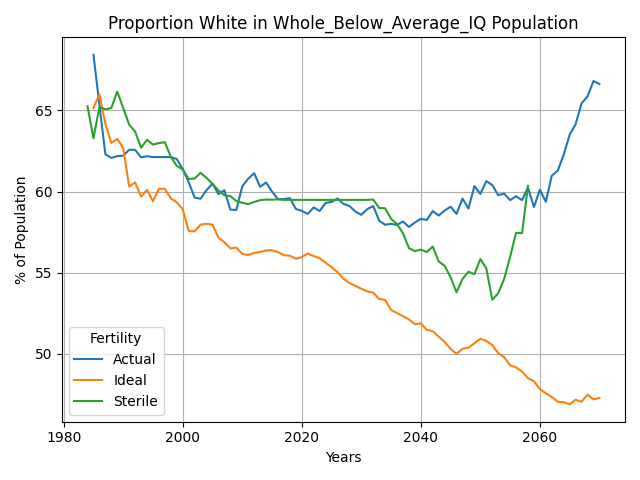 Proportion White in Whole_Below_Average_IQ Population
% of Population
65
60
55
50
Fertility
Actual
Ideal
Sterile
1980
2000
2020
2040
2060
Years